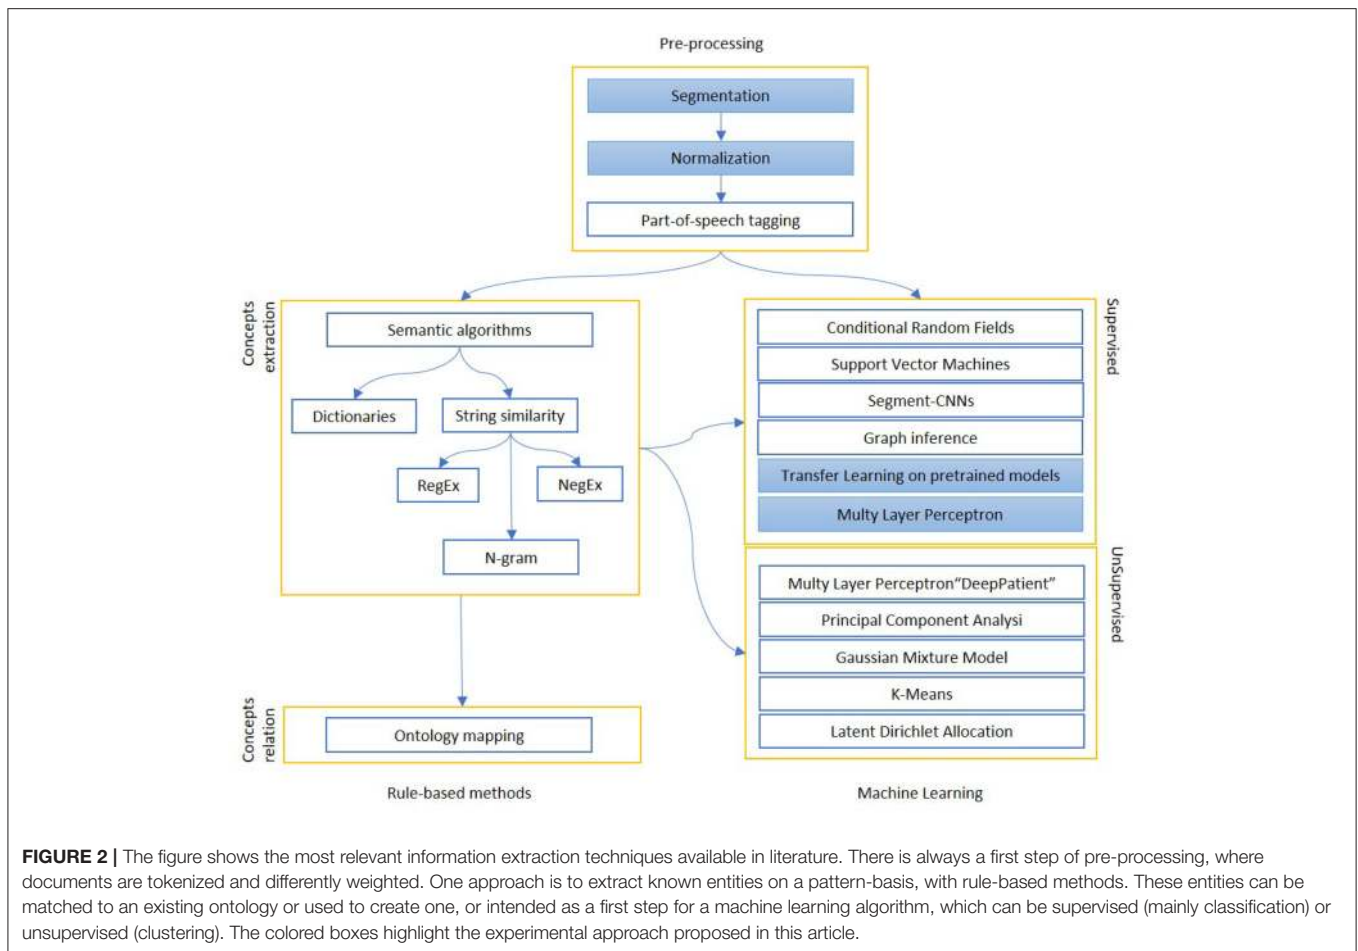 Pre-processing
Segmentation
Normalization
Part-of-speech tagging
Concepts
extraction
Semantic algorithms
Dictionaries
String similarity
RegEx
NegEx
N-gram
Supervised
Conditional Random Fields
Support Vector Machines
Segment-CNNs
Graph inference
Transfer Learning on pretrained models
Multy Layer Perceptron
UnSupervised
Multy Layer Perceptron“DeepPatient”
Principal Component Analysi
Gaussian Mixture Model
K-Means
Latent Dirichlet Allocation
Concepts
relation
Ontology mapping
Rule-based methods
Machine Learning
FIGURE 2 | The figure shows the most relevant information extraction techniques available in literature. There is always a first step of pre-processing, where
documents are tokenized and differently weighted. One approach is to extract known entities on a pattern-basis, with rule-based methods. These entities can be
matched to an existing ontology or used to create one, or intended as a first step for a machine learning algorithm, which can be supervised (mainly classification) or
unsupervised (clustering). The colored boxes highlight the experimental approach proposed in this article.